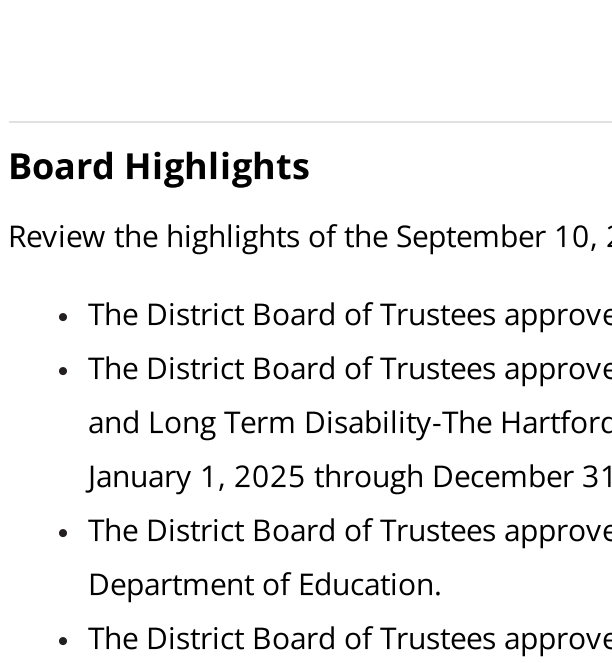 Board Highlights
Review the highlights of the September 10,
The District Board of Trustees approve
The District Board of Trustees approve
and Long Term Disability-The Hartford
January 1, 2025 through December 31
The District Board of Trustees approve
Department of Education.
The District Board of Trustees approve